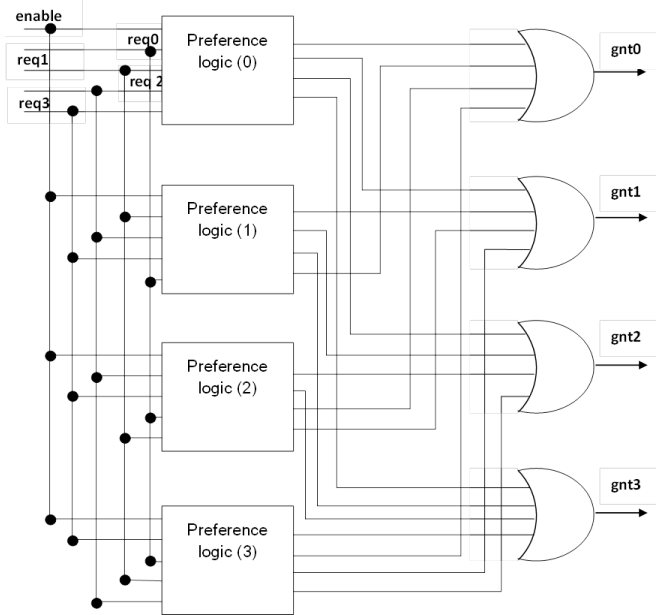 enable
req0
req1
req 2
req3
Preference
logic (0)
Preference
logic (1)
Preference
logic (2)
Preference
logic (3)
gnt0
gnt1
gnt2
gnt3